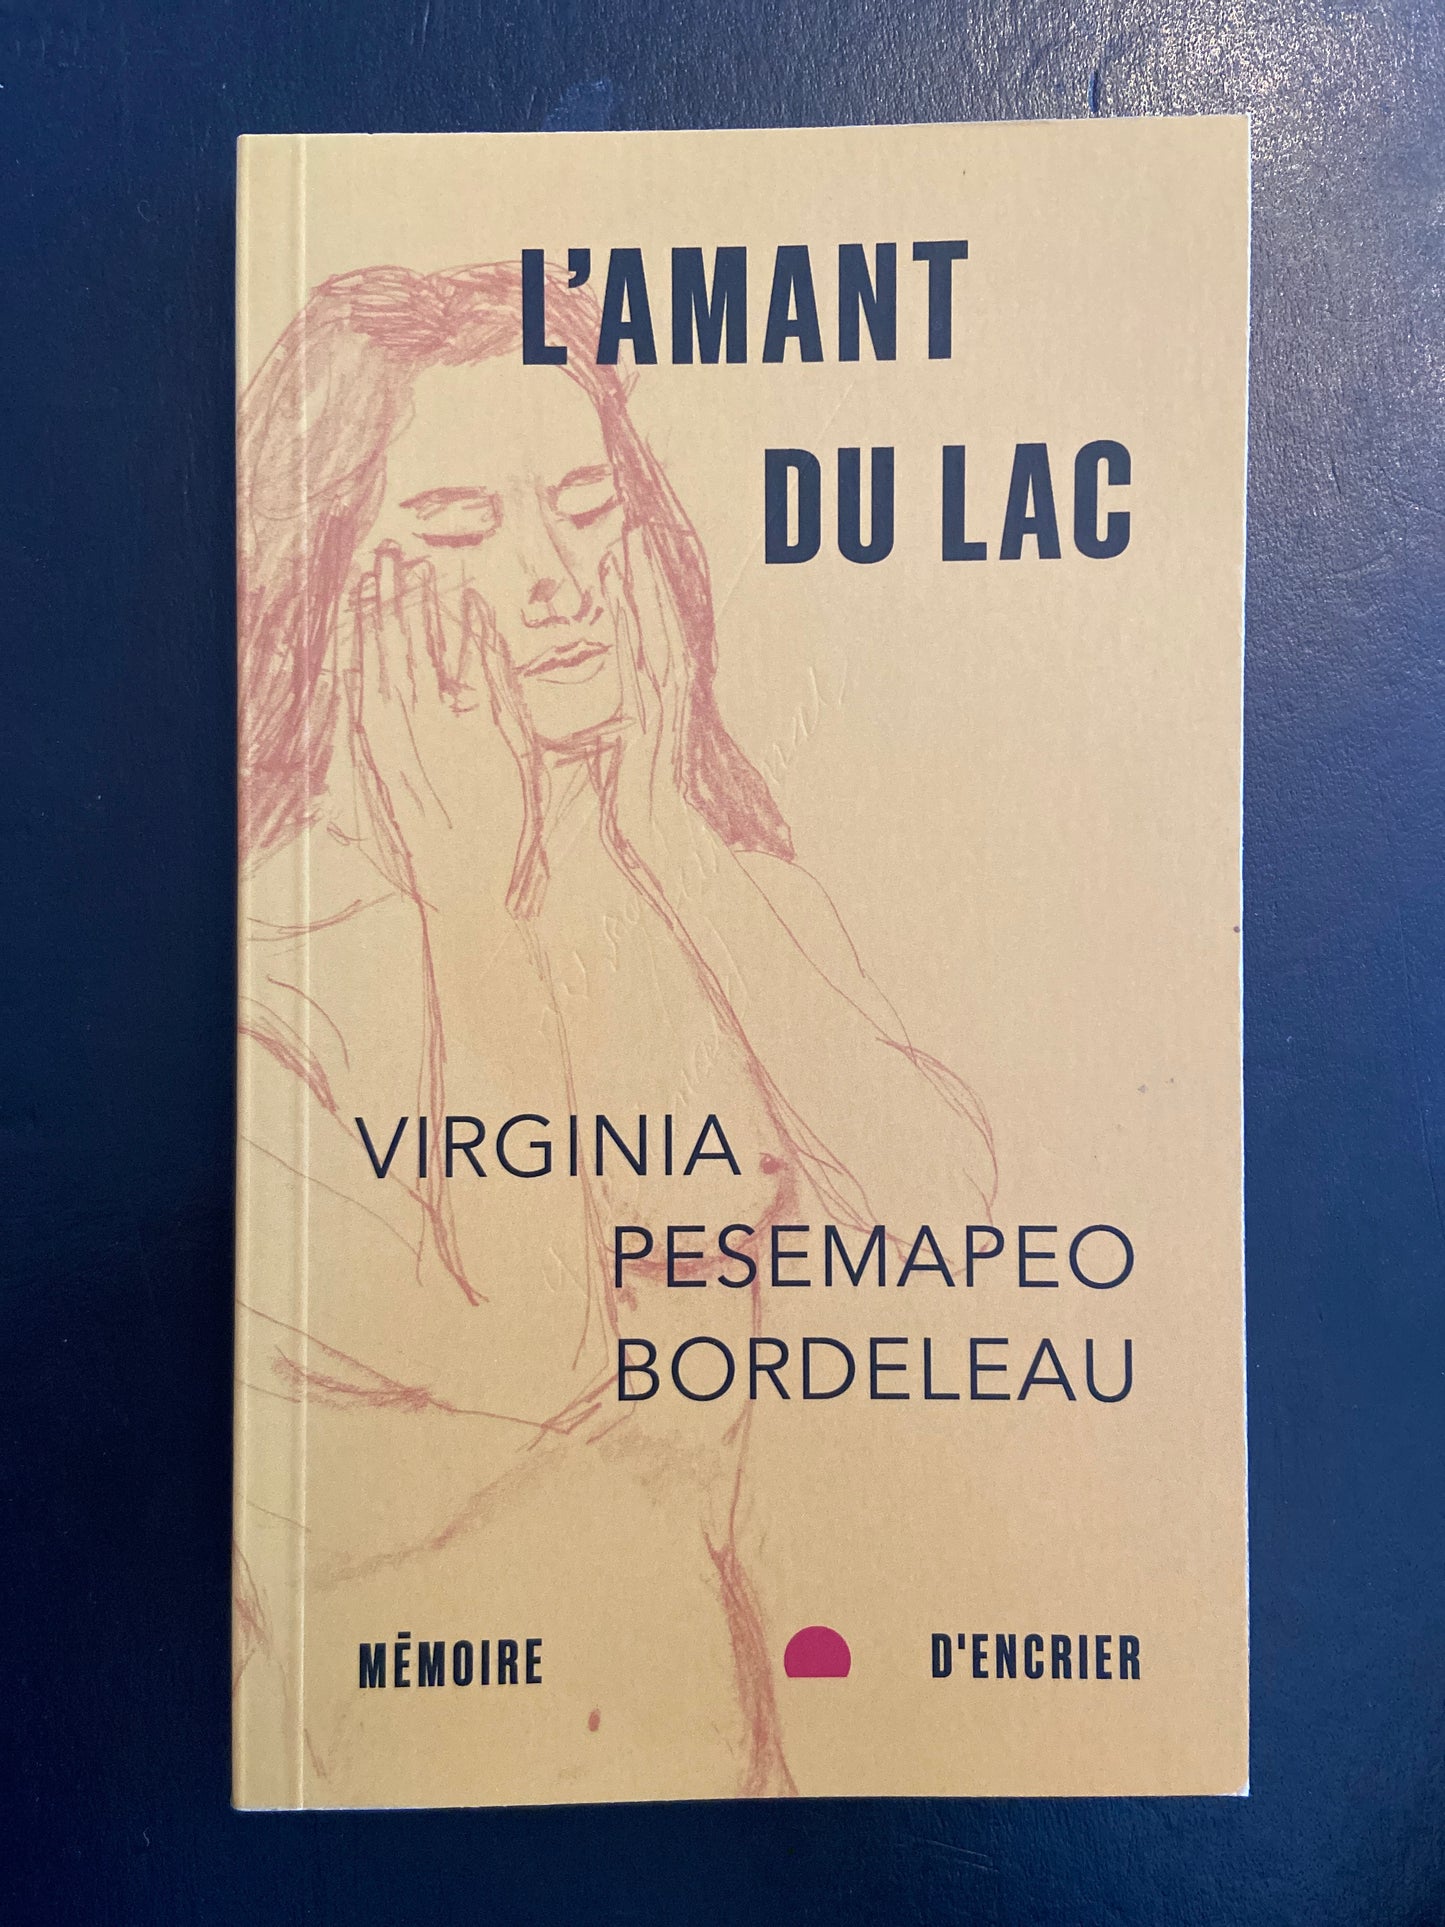 L'AMANT
DU LAC
VIRGINIA
PESEMAPEO
BORDELEAU
MĒMOIRE D'ENCRIER